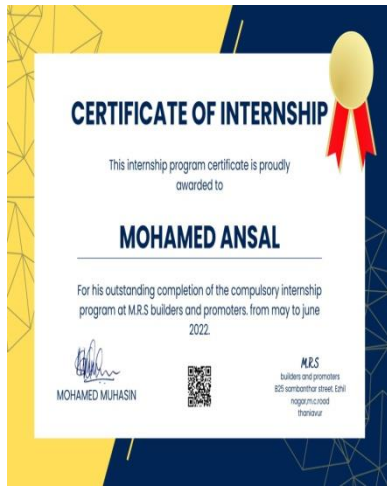 CERTIFICATE OF INTERNSHIP
This internship program certificate is proudly
awarded to
MOHAMED ANSAL
For his outstanding completion of the compulsory internship
program at M.R.S builders and promoters. from may to june
2022.
MOHAMED MUHASIN
M.R.S
builders and promoters
825 sambanthar street, Ezhil
nagar,m.c.road
thanjavur